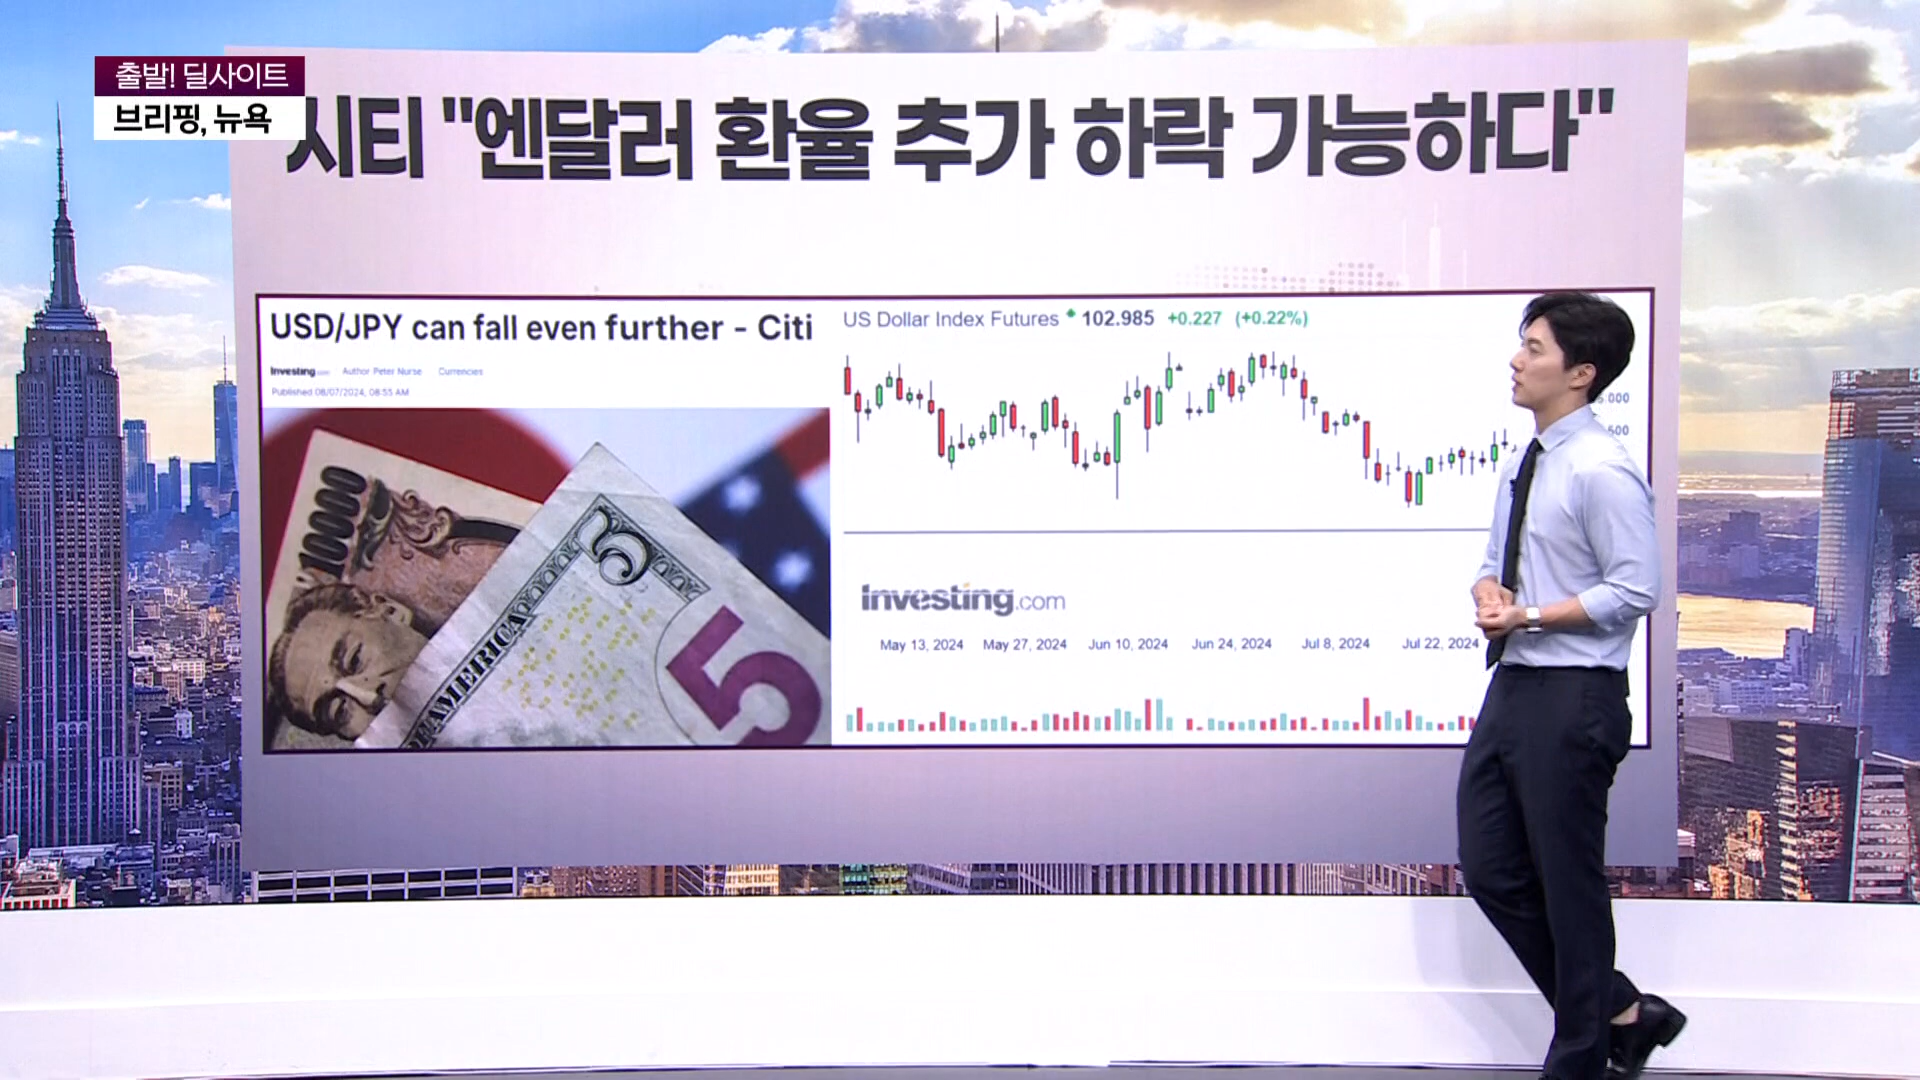 출발! 딜사이트
브리핑, 뉴욕
시티 "엔달러 환율 추가 하락 가능하다"
USD/JPY can fall even further - Citi
Investing.com Author Peter Nurse Currencies
Published 08/07/2024, 08:55 AM
10000
5
OF AMERICA
5
US Dollar Index Futures 102.985 +0.227 (+0.22%)
000
500
Investing.com
May 13, 2024 May 27, 2024 Jun 10, 2024 Jun 24, 2024 Jul 8, 2024 Jul 22, 2024